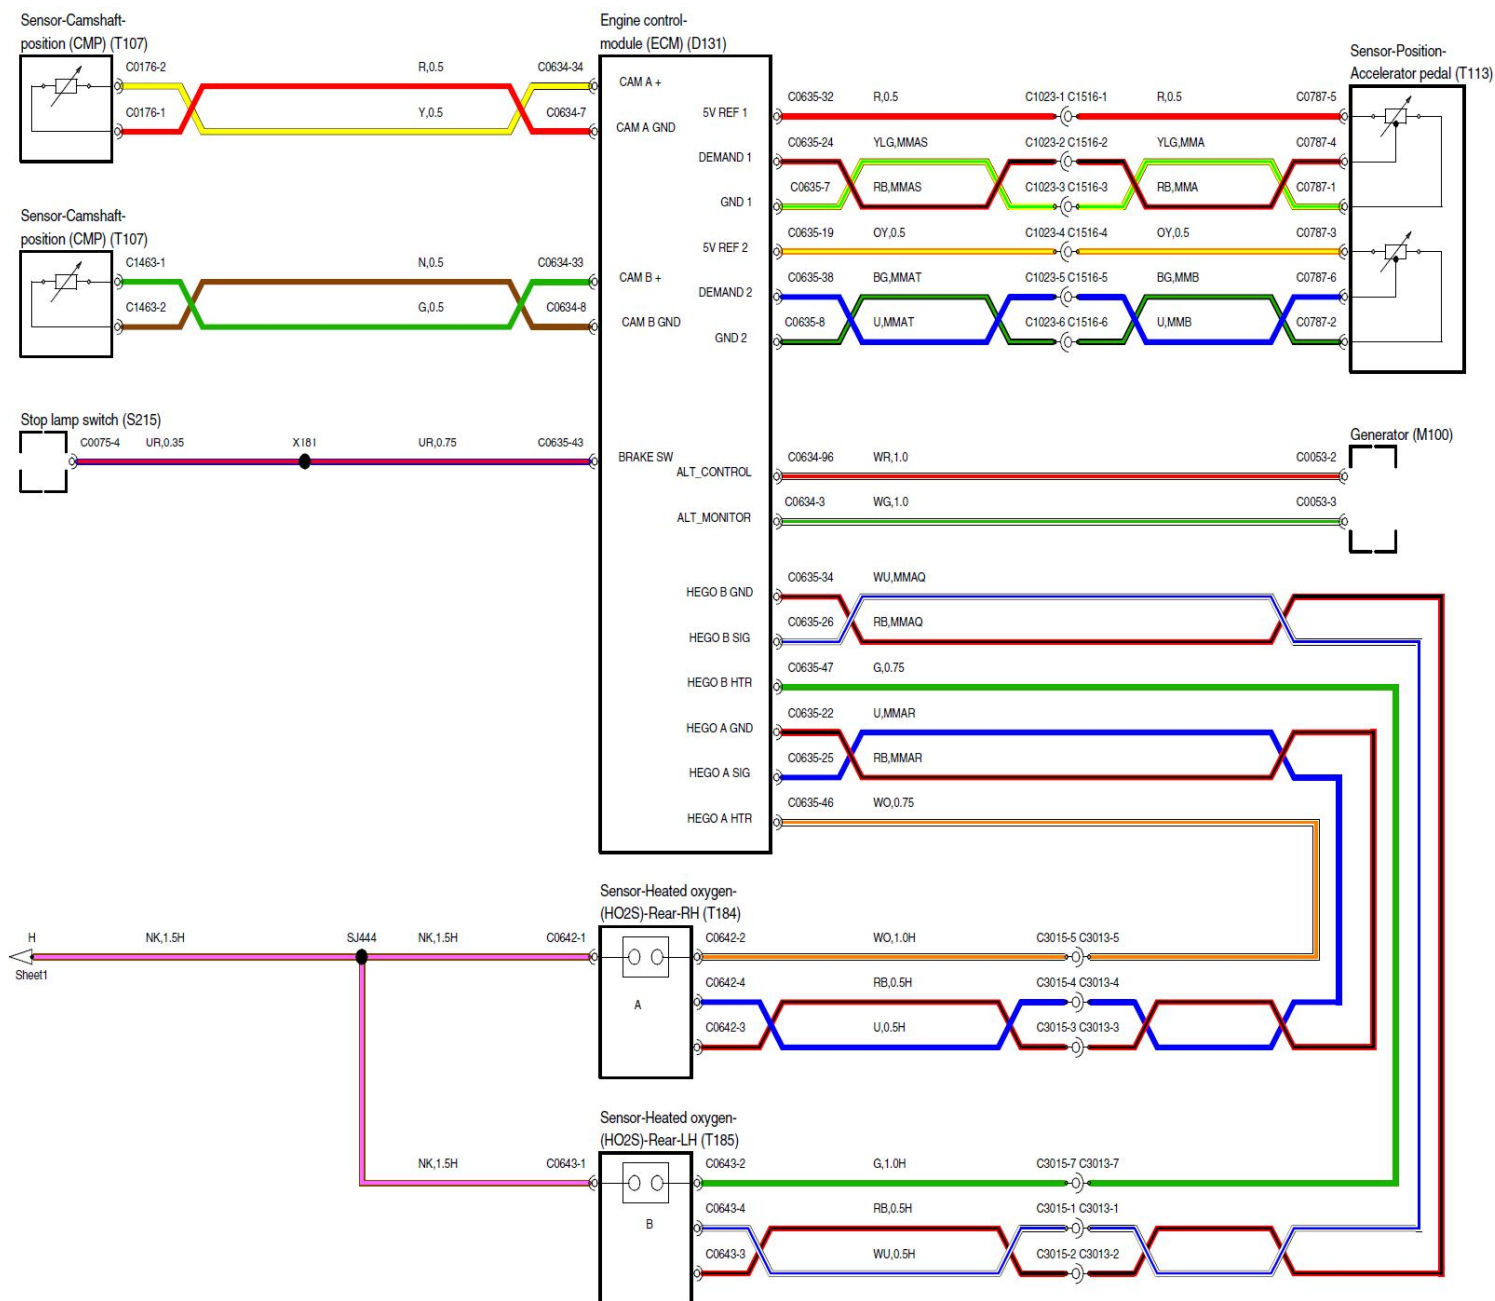 Sensor-Camshaft-
position (CMP) (T107)
C0176-2
R,0.5
C0634-34
C0176-1
Y,0.5
C0634-7
Sensor-Camshaft-
position (CMP) (T107)
C1463-1
N,0.5
C0634-33
C1463-2
G,0.5
C0634-8
Stop lamp switch (S215)
C0075-4
UR,0.35
X181
UR,0.75
C0635-43
Engine control-
module (ECM) (D131)
CAM A +
CAM A GND
CAM B +
CAM B GND
BRAKE SW
5V REF 1
DEMAND 1
GND 1
5V REF 2
DEMAND 2
GND 2
ALT_CONTROL
ALT_MONITOR
HEGO B GND
HEGO B SIG
HEGO B HTR
HEGO A GND
HEGO A SIG
HEGO A HTR
Sensor-Position-
Accelerator pedal (T113)
C0635-32
R,0.5
C1023-1 C1516-1
R,0.5
C0787-5
C0635-24
YLG,MMAS
C1023-2 C1516-2
YLG,MMA
C0787-4
C0635-7
RB,MMAS
C1023-3 C1516-3
RB,MMA
C0787-1
C0635-19
OY,0.5
C1023-4 C1516-4
OY,0.5
C0787-3
C0635-38
BG,MMAT
C1023-5 C1516-5
BG,MMB
C0787-6
C0635-8
U,MMAT
C1023-6 C1516-6
U,MMB
C0787-2
Generator (M100)
C0634-96
WR,1.0
C0053-2
C0634-3
WG,1.0
C0053-3
C0635-34
WU,MMAQ
C0635-26
RB,MMAQ
C0635-47
G,0.75
C0635-22
U,MMAR
C0635-25
RB,MMAR
C0635-46
WO,0.75
Sensor-Heated oxygen-
(HO2S)-Rear-RH (T184)
H
Sheet1
NK,1.5H
SJ444
NK,1.5H
C0642-1
A
C0642-2
WO,1.0H
C3015-5 C3013-5
C0642-4
RB,0.5H
C3015-4 C3013-4
C0642-3
U,0.5H
C3015-3 C3013-3
Sensor-Heated oxygen-
(HO2S)-Rear-LH (T185)
NK,1.5H
C0643-1
B
C0643-2
G,1.0H
C3015-7 C3013-7
C0643-4
RB,0.5H
C3015-1 C3013-1
C0643-3
WU,0.5H
C3015-2 C3013-2